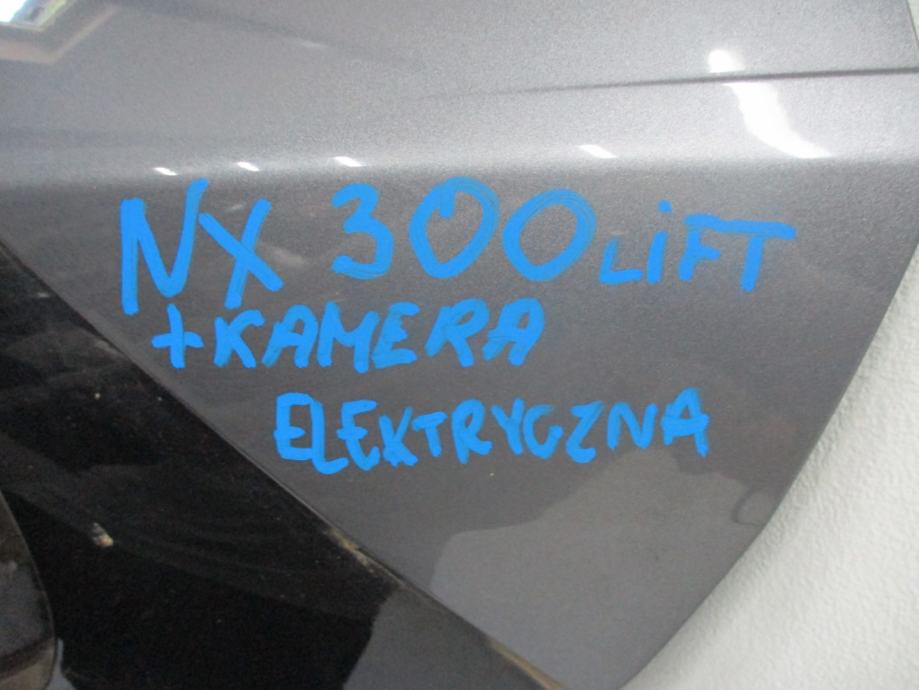 NX 300 LiFT
+KAMERA
ELEKTRYCZNA